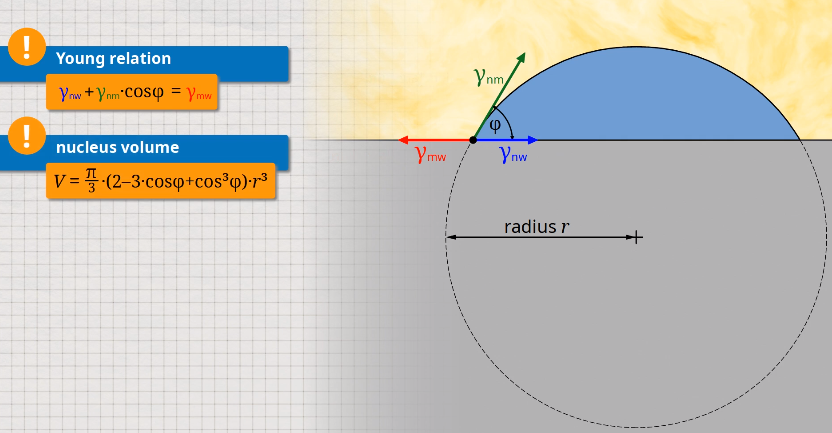 !
Young relation
γnw + γnm·cosφ = γmw
!
nucleus volume
V = π/3·(2–3·cosφ+cos³φ)·r³
γnm
φ
γmw
γnw
radius r